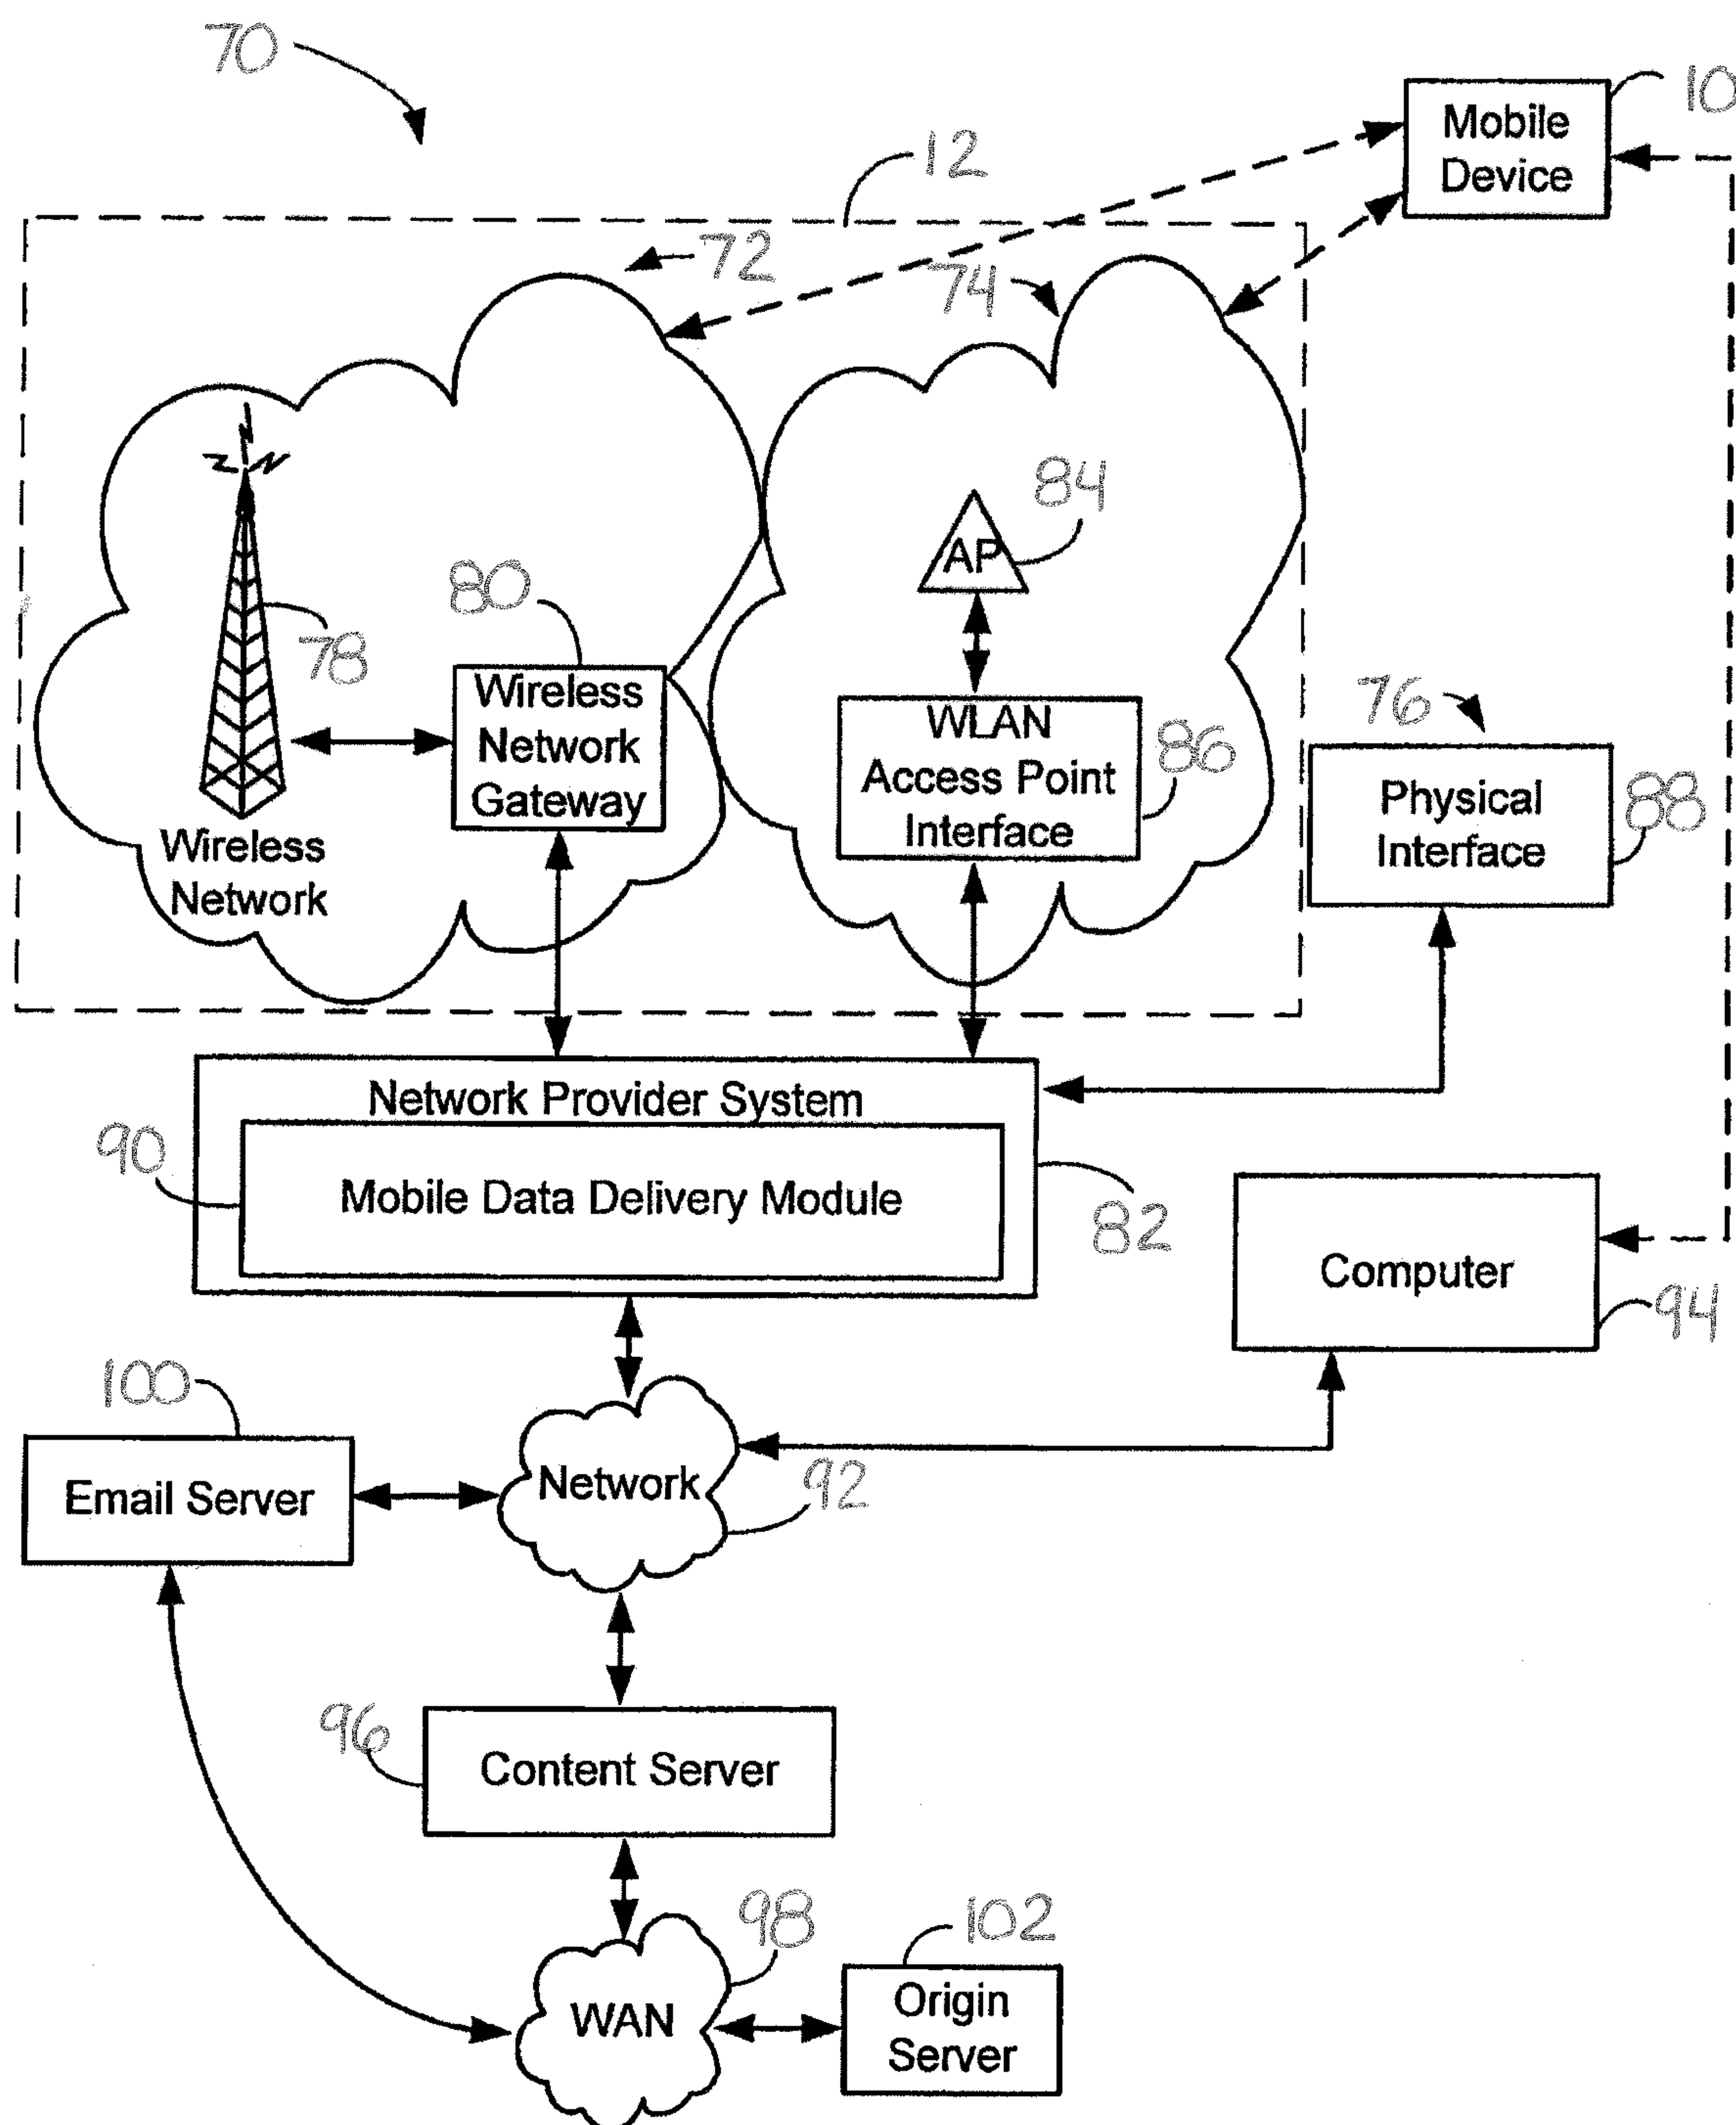 70
10
Mobile
Device
12
72
74
84
AP
80
78
Wireless
Network
Gateway
WLAN
Access Point
Interface
86
76
Physical
Interface
88
Wireless
Network
Network Provider System
90
Mobile Data Delivery Module
82
Computer
94
100
Email Server
Network
92
96
Content Server
98
102
WAN
Origin
Server